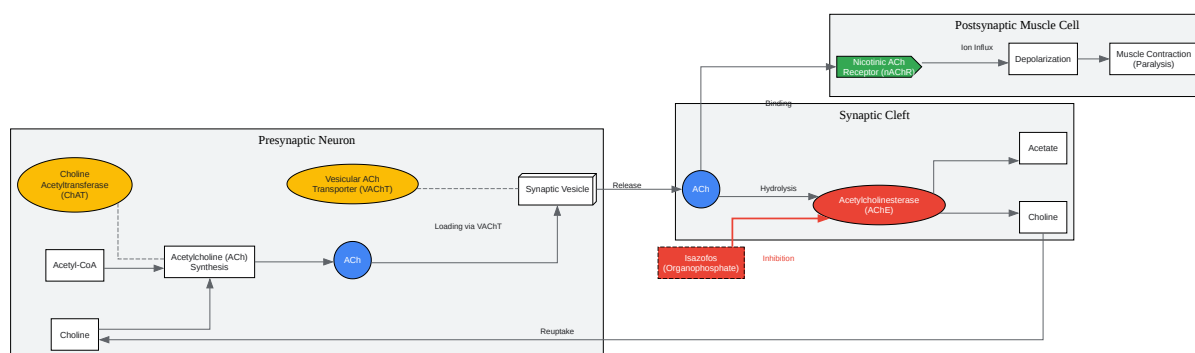 Postsynaptic Muscle Cell
Nicotinic ACh
Receptor (nAChR)
Ion Influx
Depolarization
Muscle Contraction
(Paralysis)
Binding
Synaptic Cleft
Presynaptic Neuron
Choline
Acetyltransferase
(ChAT)
Vesicular ACh
Transporter (VAChT)
Synaptic Vesicle
Release
ACh
Hydrolysis
Acetylcholinesterase
(AChE)
Acetate
Choline
Loading via VAChT
Acetyl-CoA
Acetylcholine (ACh)
Synthesis
ACh
Isazofos
(Organophosphate)
Inhibition
Choline
Reuptake